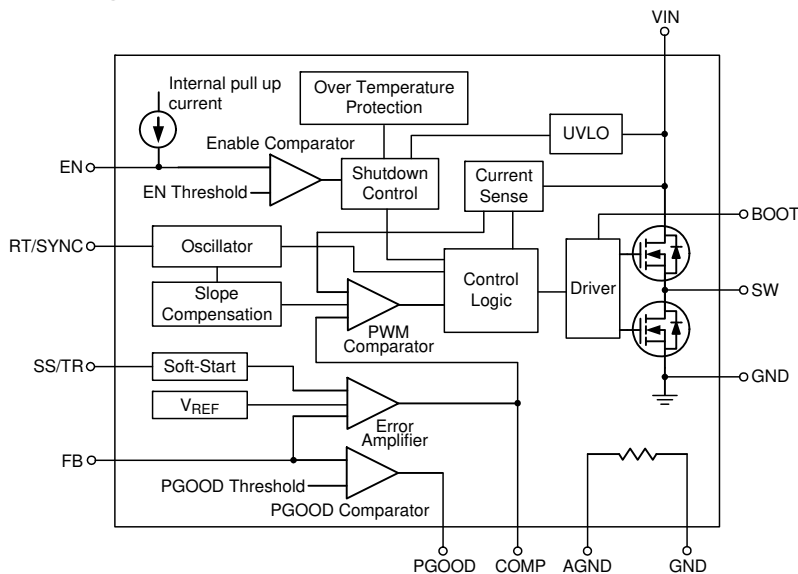 VIN
Internal pull up
current
Over Temperature
Protection
Enable Comparator
UVLO
EN
EN Threshold
Shutdown
Control
Current
Sense
BOOT
RT/SYNC
Oscillator
Slope
Compensation
PWM
Comparator
Control
Logic
Driver
SW
SS/TR
Soft-Start
VREF
Error
Amplifier
GND
FB
PGOOD Threshold
PGOOD Comparator
PGOOD
COMP
AGND
GND